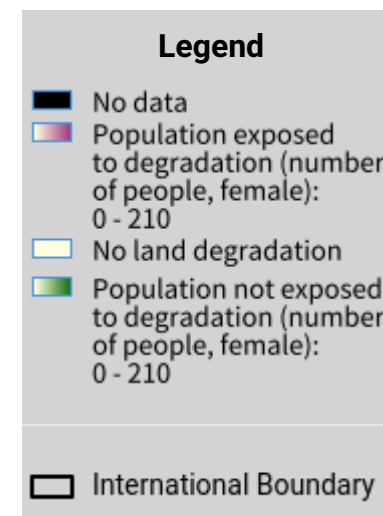 Legend
No data
Population exposed
to degradation (number
of people, female):
0 - 210
No land degradation
Population not exposed
to degradation (number
of people, female):
0 - 210
International Boundary